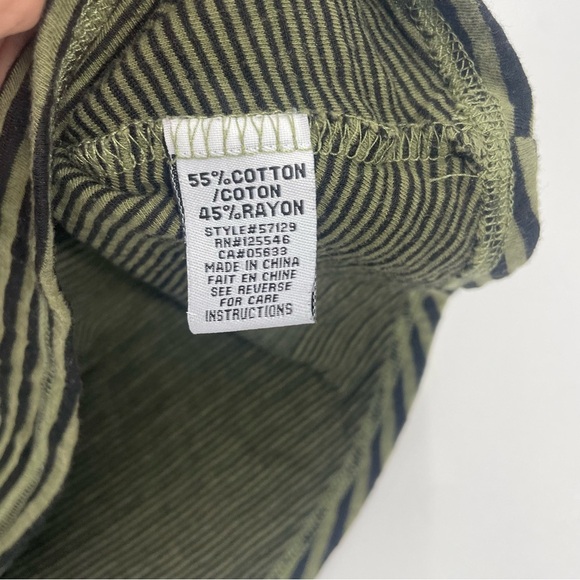 55%COTTON
/COTON
45%RAYON
STYLE#57129
RN#125546
CA#05633
MADE IN CHINA
FAIT EN CHINE
SEE REVERSE
FOR CARE
INSTRUCTIONS